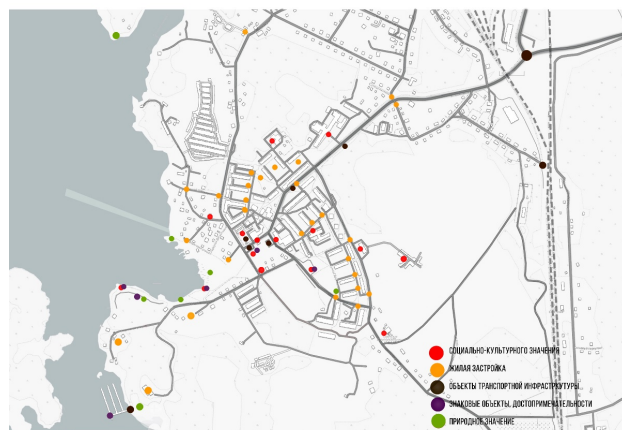 СОЦИАЛЬНО-КУЛЬТУРНОГО ЗНАЧЕНИЯ
ЖИЛАЯ ЗАСТРОЙКА
ОБЪЕКТЫ ТРАНСПОРТНОЙ ИНФРАСТРУКТУРЫ
ЗНАКОВЫЕ ОБЪЕКТЫ, ДОСТОПРИМЕЧАТЕЛЬНОСТИ
ПРИРОДНОЕ ЗНАЧЕНИЕ